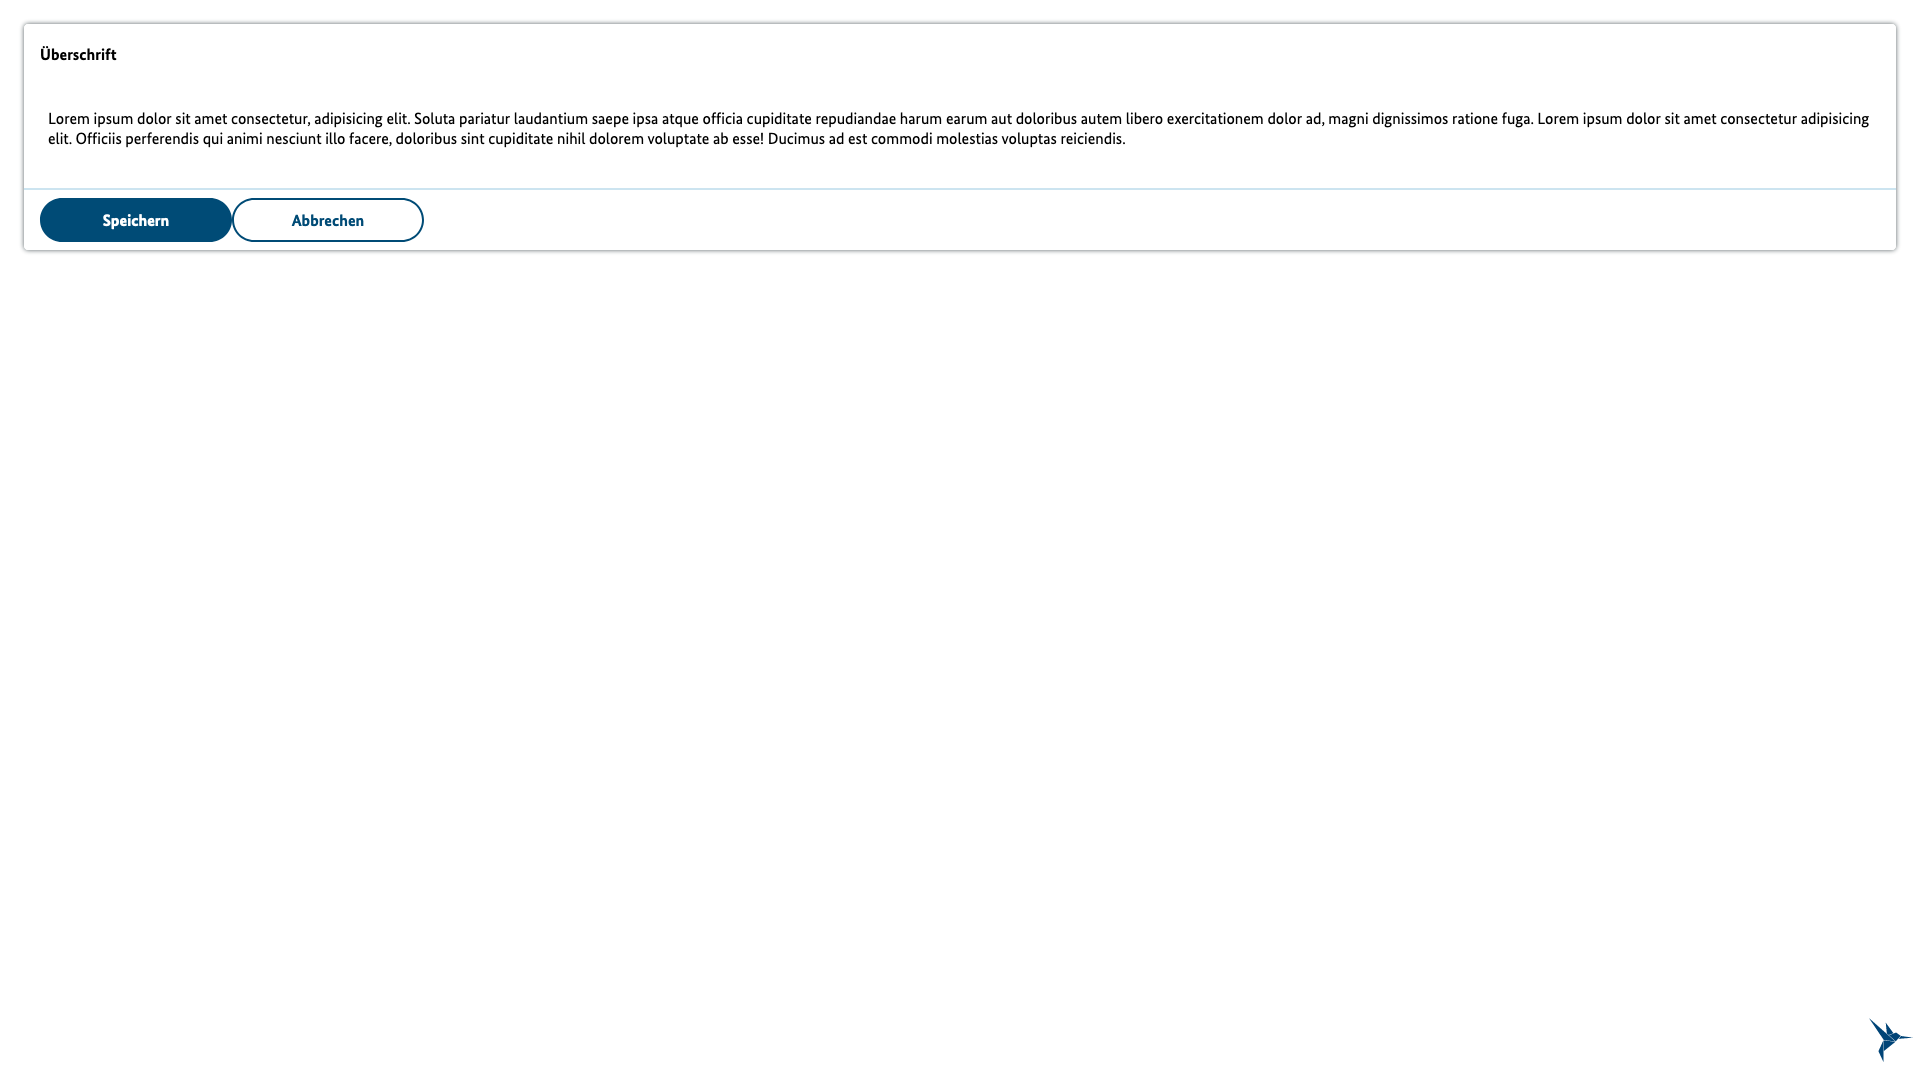 Überschrift
Lorem ipsum dolor sit amet consectetur, adipisicing elit. Soluta pariatur laudantium saepe ipsa atque officia cupiditate repudiandae harum earum aut doloribus autem libero exercitationem dolor ad, magni dignissimos ratione fuga. Lorem ipsum dolor sit amet consectetur adipisicing
elit. Officiis perferendis qui animi nesciunt illo facere, doloribus sint cupiditate nihil dolorem voluptate ab esse! Ducimus ad est commodi molestias voluptas reiciendis.
Speichern Abbrechen